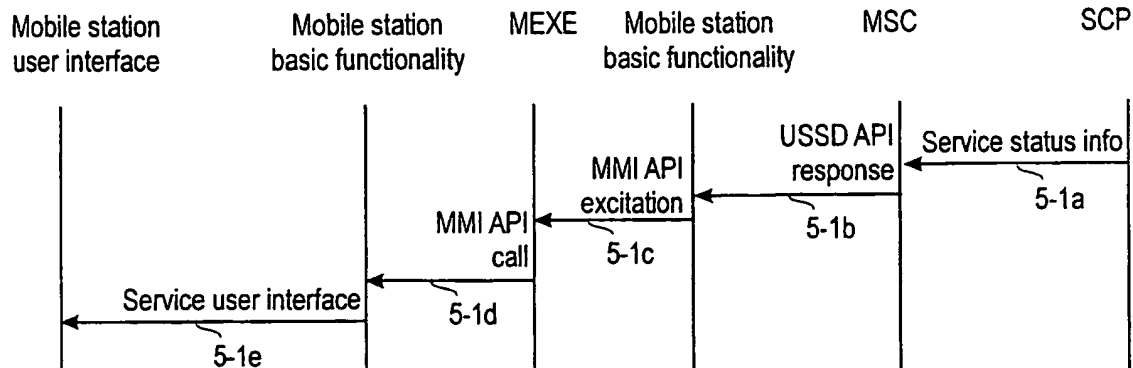 Mobile station
user interface
Mobile station
basic functionality
MEXE
Mobile station
basic functionality
MSC
SCP
Service status info
5-1a
USSD API
response
5-1b
MMI API
excitation
5-1c
MMI API
call
5-1d
Service user interface
5-1e